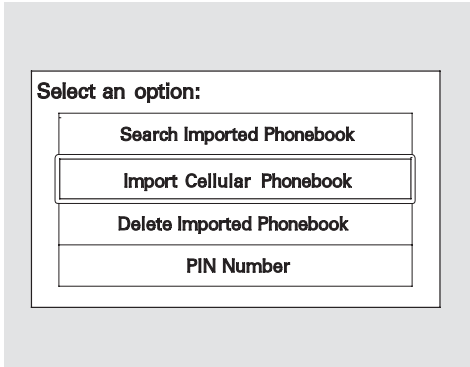 Select an option:
Search Imported Phonebook
Import Cellular Phonebook
Delete Imported Phonebook
PIN Number